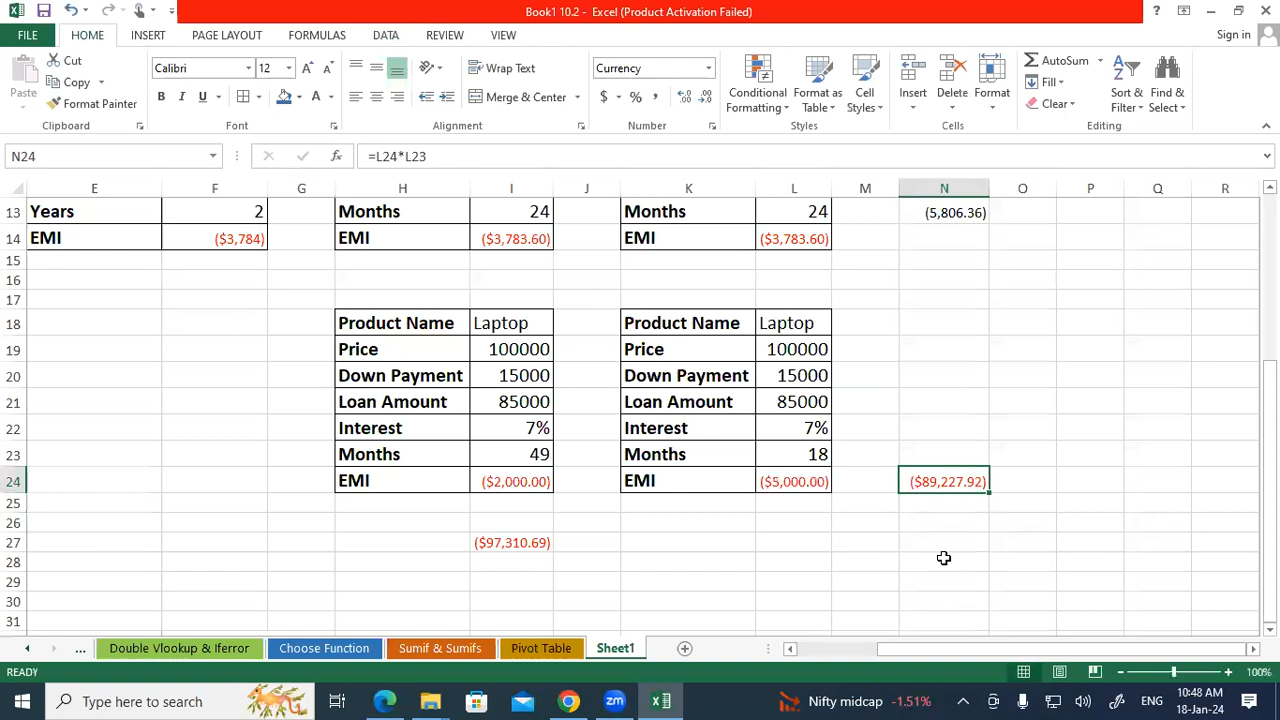 Book1 10.2 - Excel (Product Activation Failed)
FILE HOME INSERT PAGE LAYOUT FORMULAS DATA REVIEW VIEW Sign in
Paste Cut Copy Format Painter Clipboard
Calibri 12 B I U A Font
Wrap Text Merge & Center Alignment
Currency $ % , Number
Conditional Formatting Format as Table Cell Styles Styles
Insert Delete Format Cells
AutoSum Fill Clear Sort & Filter Find & Select Editing
N24 fx =L24*L23
E F G H I J K L M N O P Q R
13 Years 2 Months 24 Months 24 (5,806.36)
14 EMI ($3,784) EMI ($3,783.60) EMI ($3,783.60)
15
16
17
18 Product Name Laptop Product Name Laptop
19 Price 100000 Price 100000
20 Down Payment 15000 Down Payment 15000
21 Loan Amount 85000 Loan Amount 85000
22 Interest 7% Interest 7%
23 Months 49 Months 18
24 EMI ($2,000.00) EMI ($5,000.00) ($89,227.92)
25
26
27 ($97,310.69)
28
29
30
31
... Double Vlookup & Iferror Choose Function Sumif & Sumifs Pivot Table Sheet1
READY 100%
Type here to search zm Nifty midcap -1.51% ENG 10:48 AM
18-Jan-24